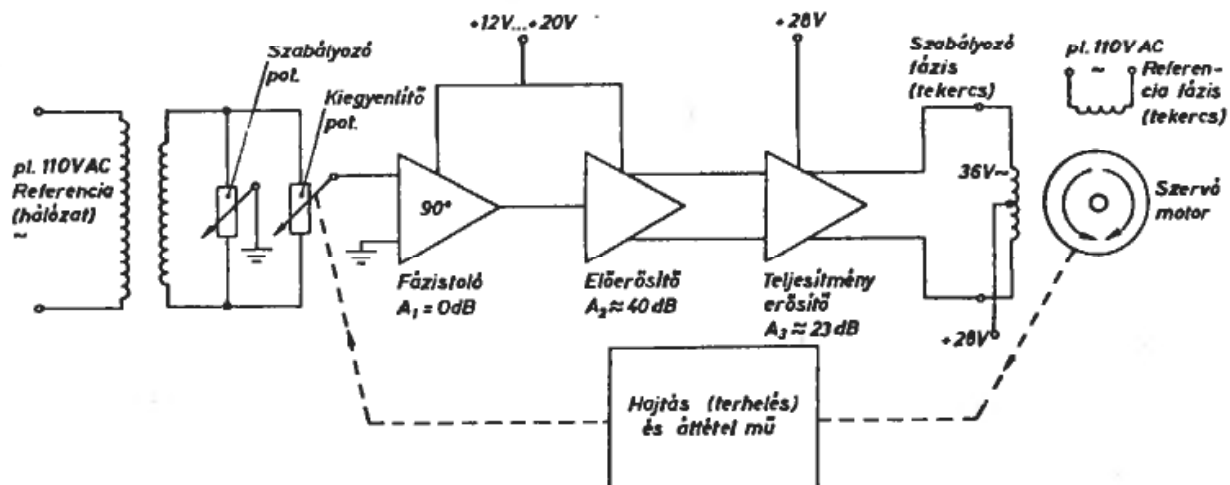 Szabályozó
pot.
Kiegyenlítő
pot.
pl. 110V AC
Referencia
(hálózat)
~
+12V...+20V
90°
Fázistoló
A₁ = 0dB
Előerősítő
A₂ ≈ 40 dB
+28V
Teljesítmény
erősítő
A₃ ≈ 23 dB
Szabályozó
fázis
(tekercs)
36V~
+28V
pl. 110V AC
~
Referen-
cia fázis
(tekercs)
Szervó
motor
Hajtás (terhelés)
és áttétel mű